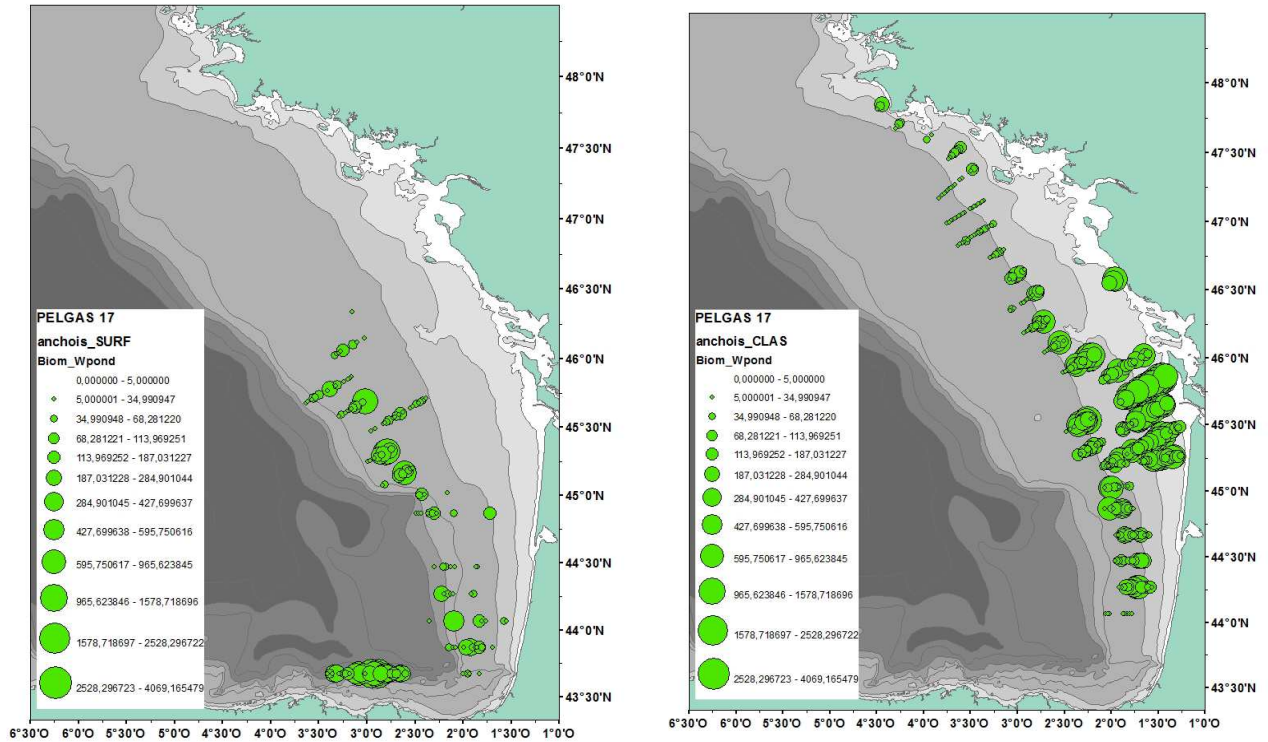 48°0'N
47°30'N
47°0'N
46°30'N
46°0'N
45°30'N
45°0'N
44°30'N
44°0'N
43°30'N
PELGAS 17
anchois_SURF
Biom_Wpond
0,000000 - 5,000000
5,000001 - 34,990947
34,990948 - 68,281220
68,281221 - 113,969251
113,969252 - 187,031227
187,031228 - 284,901044
284,901045 - 427,699637
427,699638 - 595,750616
595,750617 - 965,623845
965,623846 - 1578,718696
1578,718697 - 2528,296722
2528,296723 - 4069,165479
6°30'O 6°0'O 5°30'O 5°0'O 4°30'O 4°0'O 3°30'O 3°0'O 2°30'O 2°0'O 1°30'O 1°0'O
48°0'N
47°30'N
47°0'N
46°30'N
46°0'N
45°30'N
45°0'N
44°30'N
44°0'N
43°30'N
PELGAS 17
anchois_CLAS
Biom_Wpond
0,000000 - 5,000000
5,000001 - 34,990947
34,990948 - 68,281220
68,281221 - 113,969251
113,969252 - 187,031227
187,031228 - 284,901044
284,901045 - 427,699637
427,699638 - 595,750616
595,750617 - 965,623845
965,623846 - 1578,718696
1578,718697 - 2528,296722
2528,296723 - 4069,165479
6°30'O 6°0'O 5°30'O 5°0'O 4°30'O 4°0'O 3°30'O 3°0'O 2°30'O 2°0'O 1°30'O 1°0'O